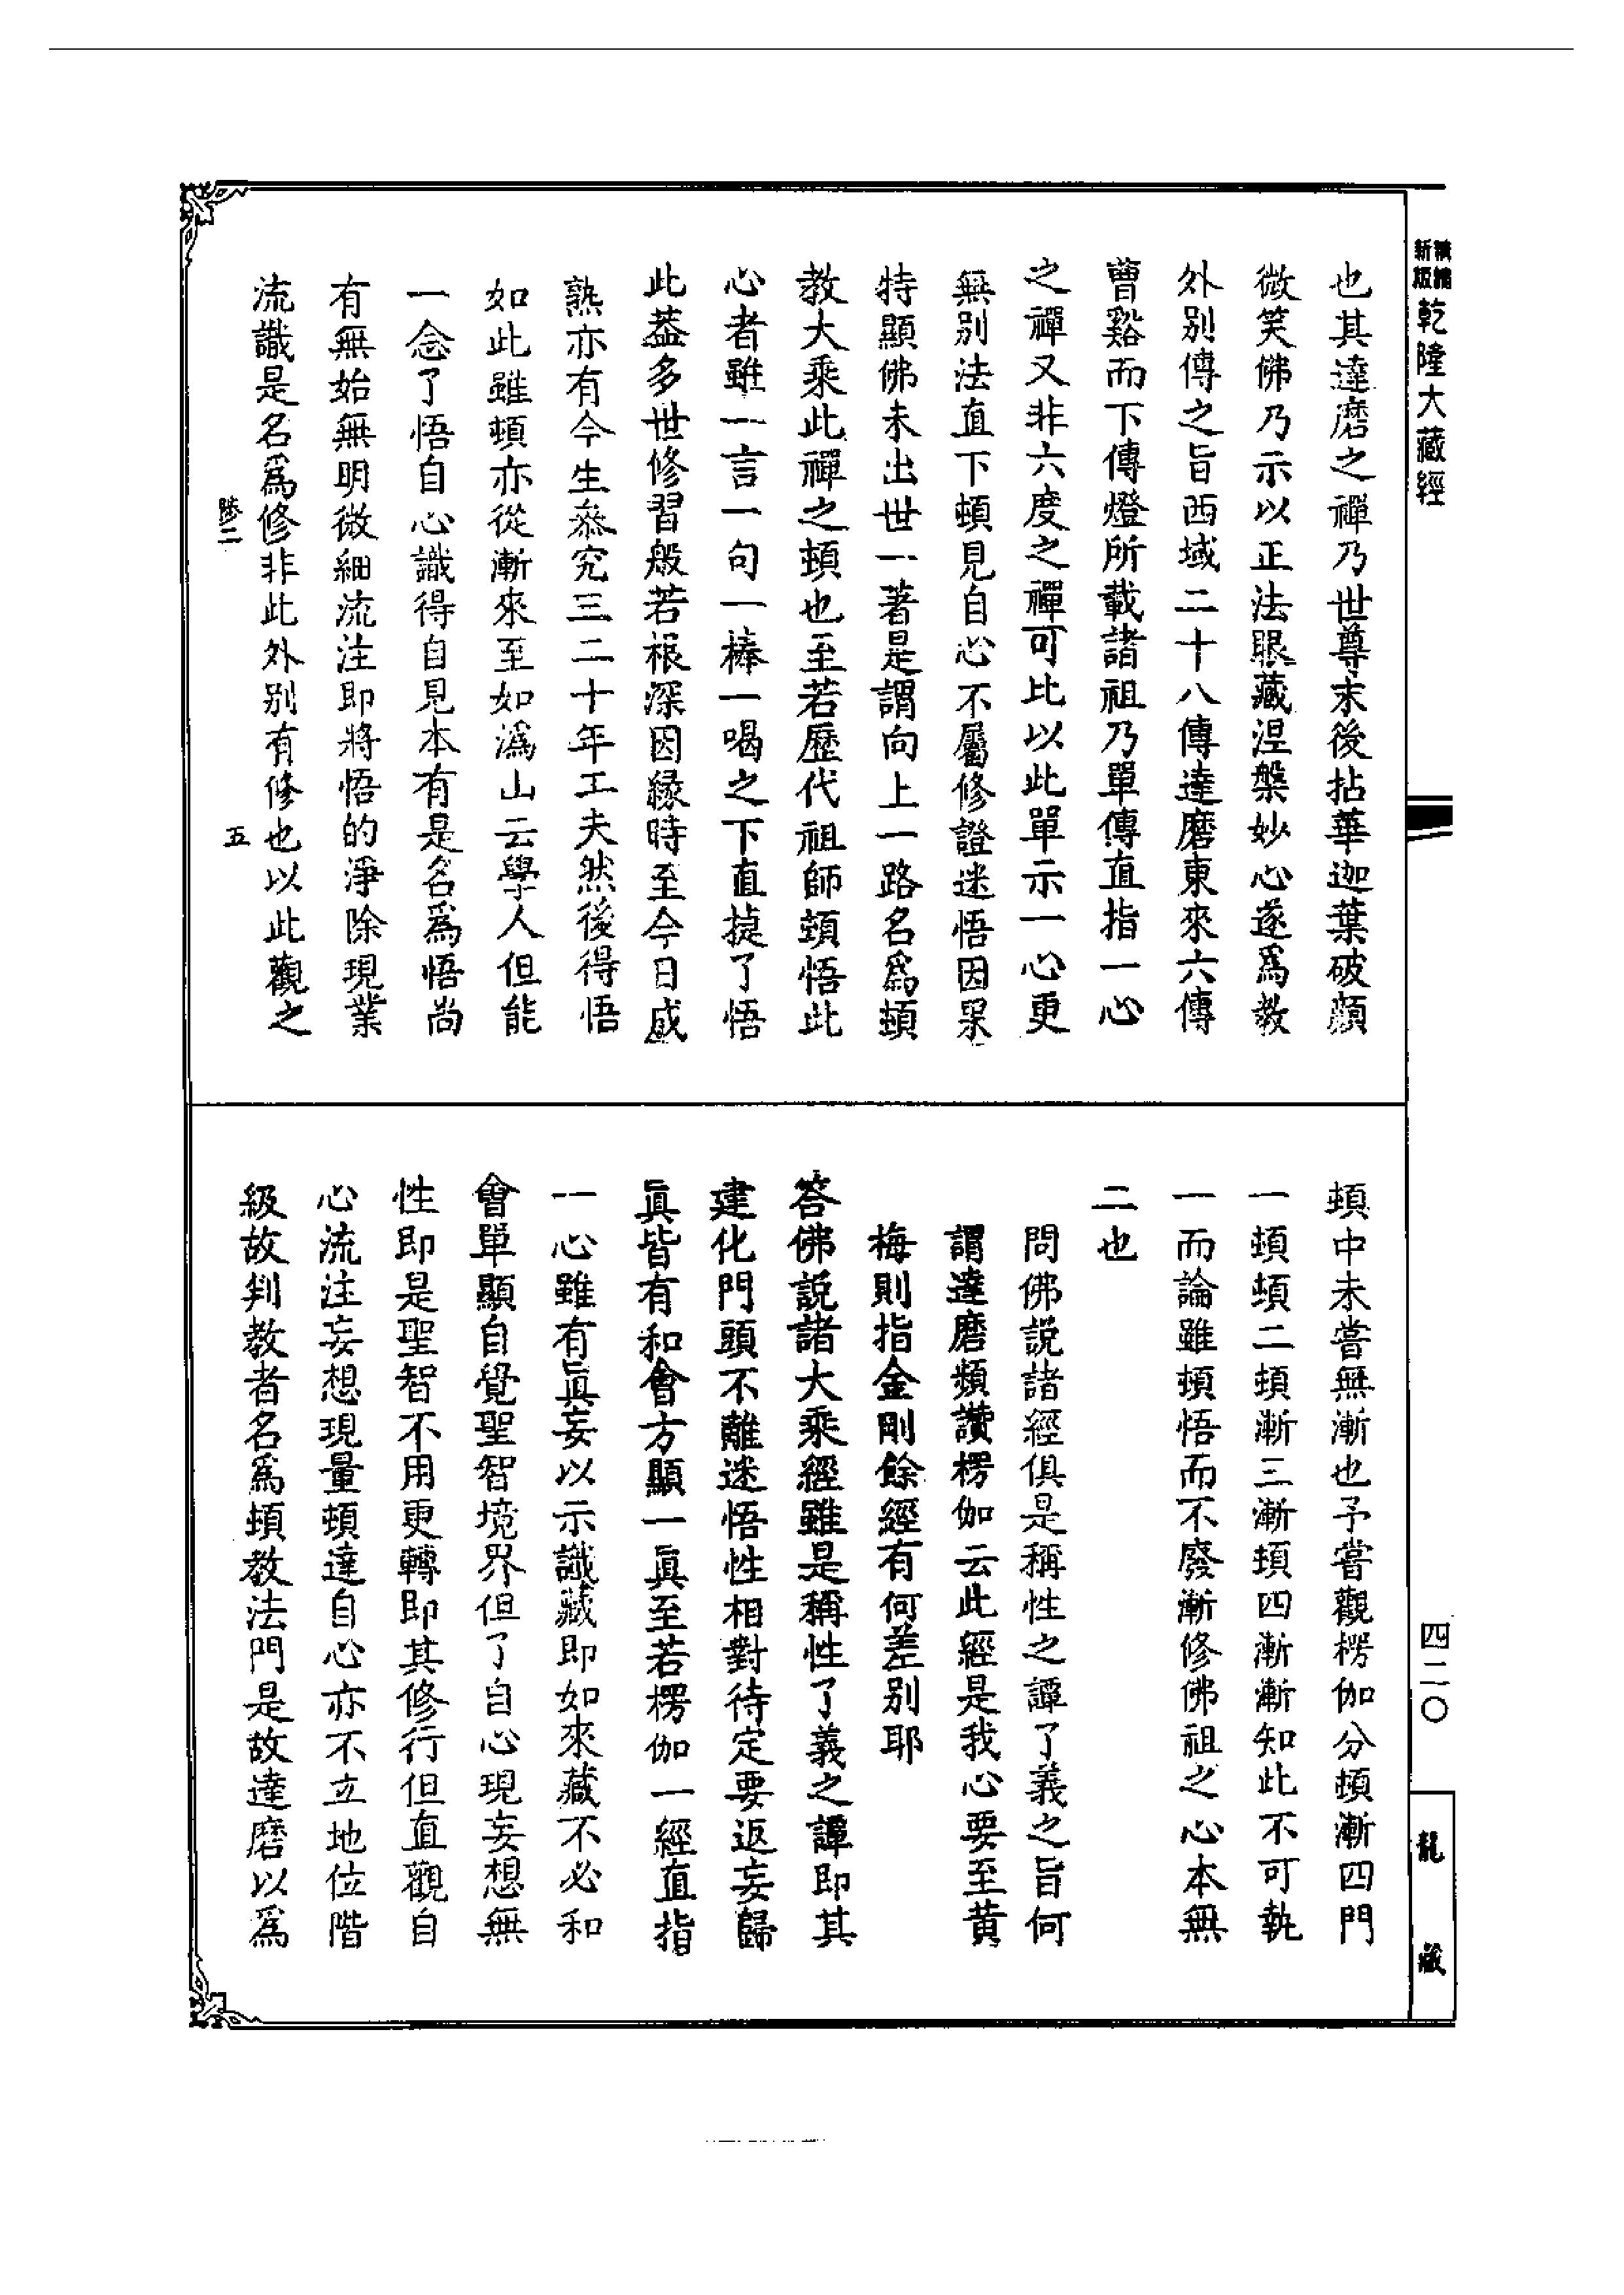 新版精縮乾隆大藏經
也其達磨之禪乃世尊末後拈華迦葉破顏
微笑佛乃示以正法眼藏涅槃妙心遂爲教
外別傳之旨西域二十八傳達磨東來六傳
曹谿而下傳燈所載諸祖乃單傳直指一心
之禪又非六度之禪可比以此單示一心更
無別法直下頓見自心不屬修證迷悟因果
特顯佛未出世一著是謂向上一路名爲頓
教大乘此禪之頓也至若歷代祖師頓悟此
心者雖一言一句一棒一喝之下直㨗了悟
此葢多世修習般若根深因緣時至今日成
熟亦有今生叅究三二十年工夫然後得悟
如此雖頓亦從漸來至如溈山云學人但能
一念了悟自心識得自見本有是名爲悟尚
有無始無明微細流注即將悟的淨除現業
流識是名爲修非此外別有修也以此觀之
陸二
五
頓中未嘗無漸也予嘗觀楞伽分頓漸四門
一頓頓二頓漸三漸頓四漸漸知此不可執
一而論雖頓悟而不廢漸修佛祖之心本無
二也
問佛説諸經俱是稱性之譚了義之旨何
謂達磨頻讚楞伽云此經是我心要至黄
梅則指金剛餘經有何差別耶
答佛説諸大乘經雖是稱性了義之譚即其
建化門頭不離迷悟性相對待定要返妄歸
眞皆有和會方顯一眞至若楞伽一經直指
一心雖有眞妄以示識藏即如來藏不必和
會單顯自覺聖智境界但了自心現妄想無
性即是聖智不用更轉即其修行但直觀自
心流注妄想現量頓達自心亦不立地位階
級故判教者名爲頓教法門是故達磨以爲
四二〇
龍藏